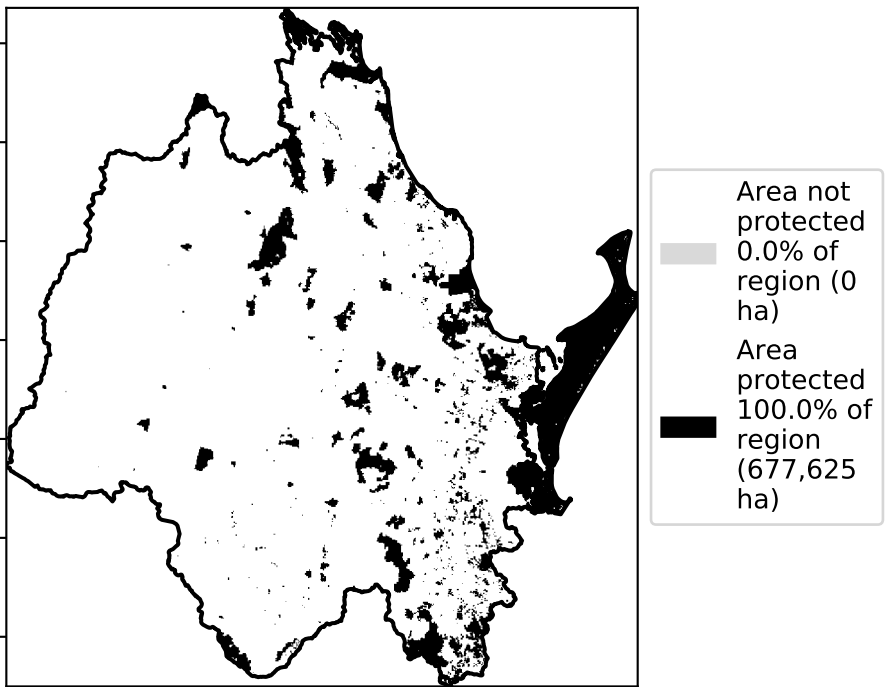 Area not
protected
0.0% of
region (0
ha)
Area
protected
100.0% of
region
(677,625
ha)